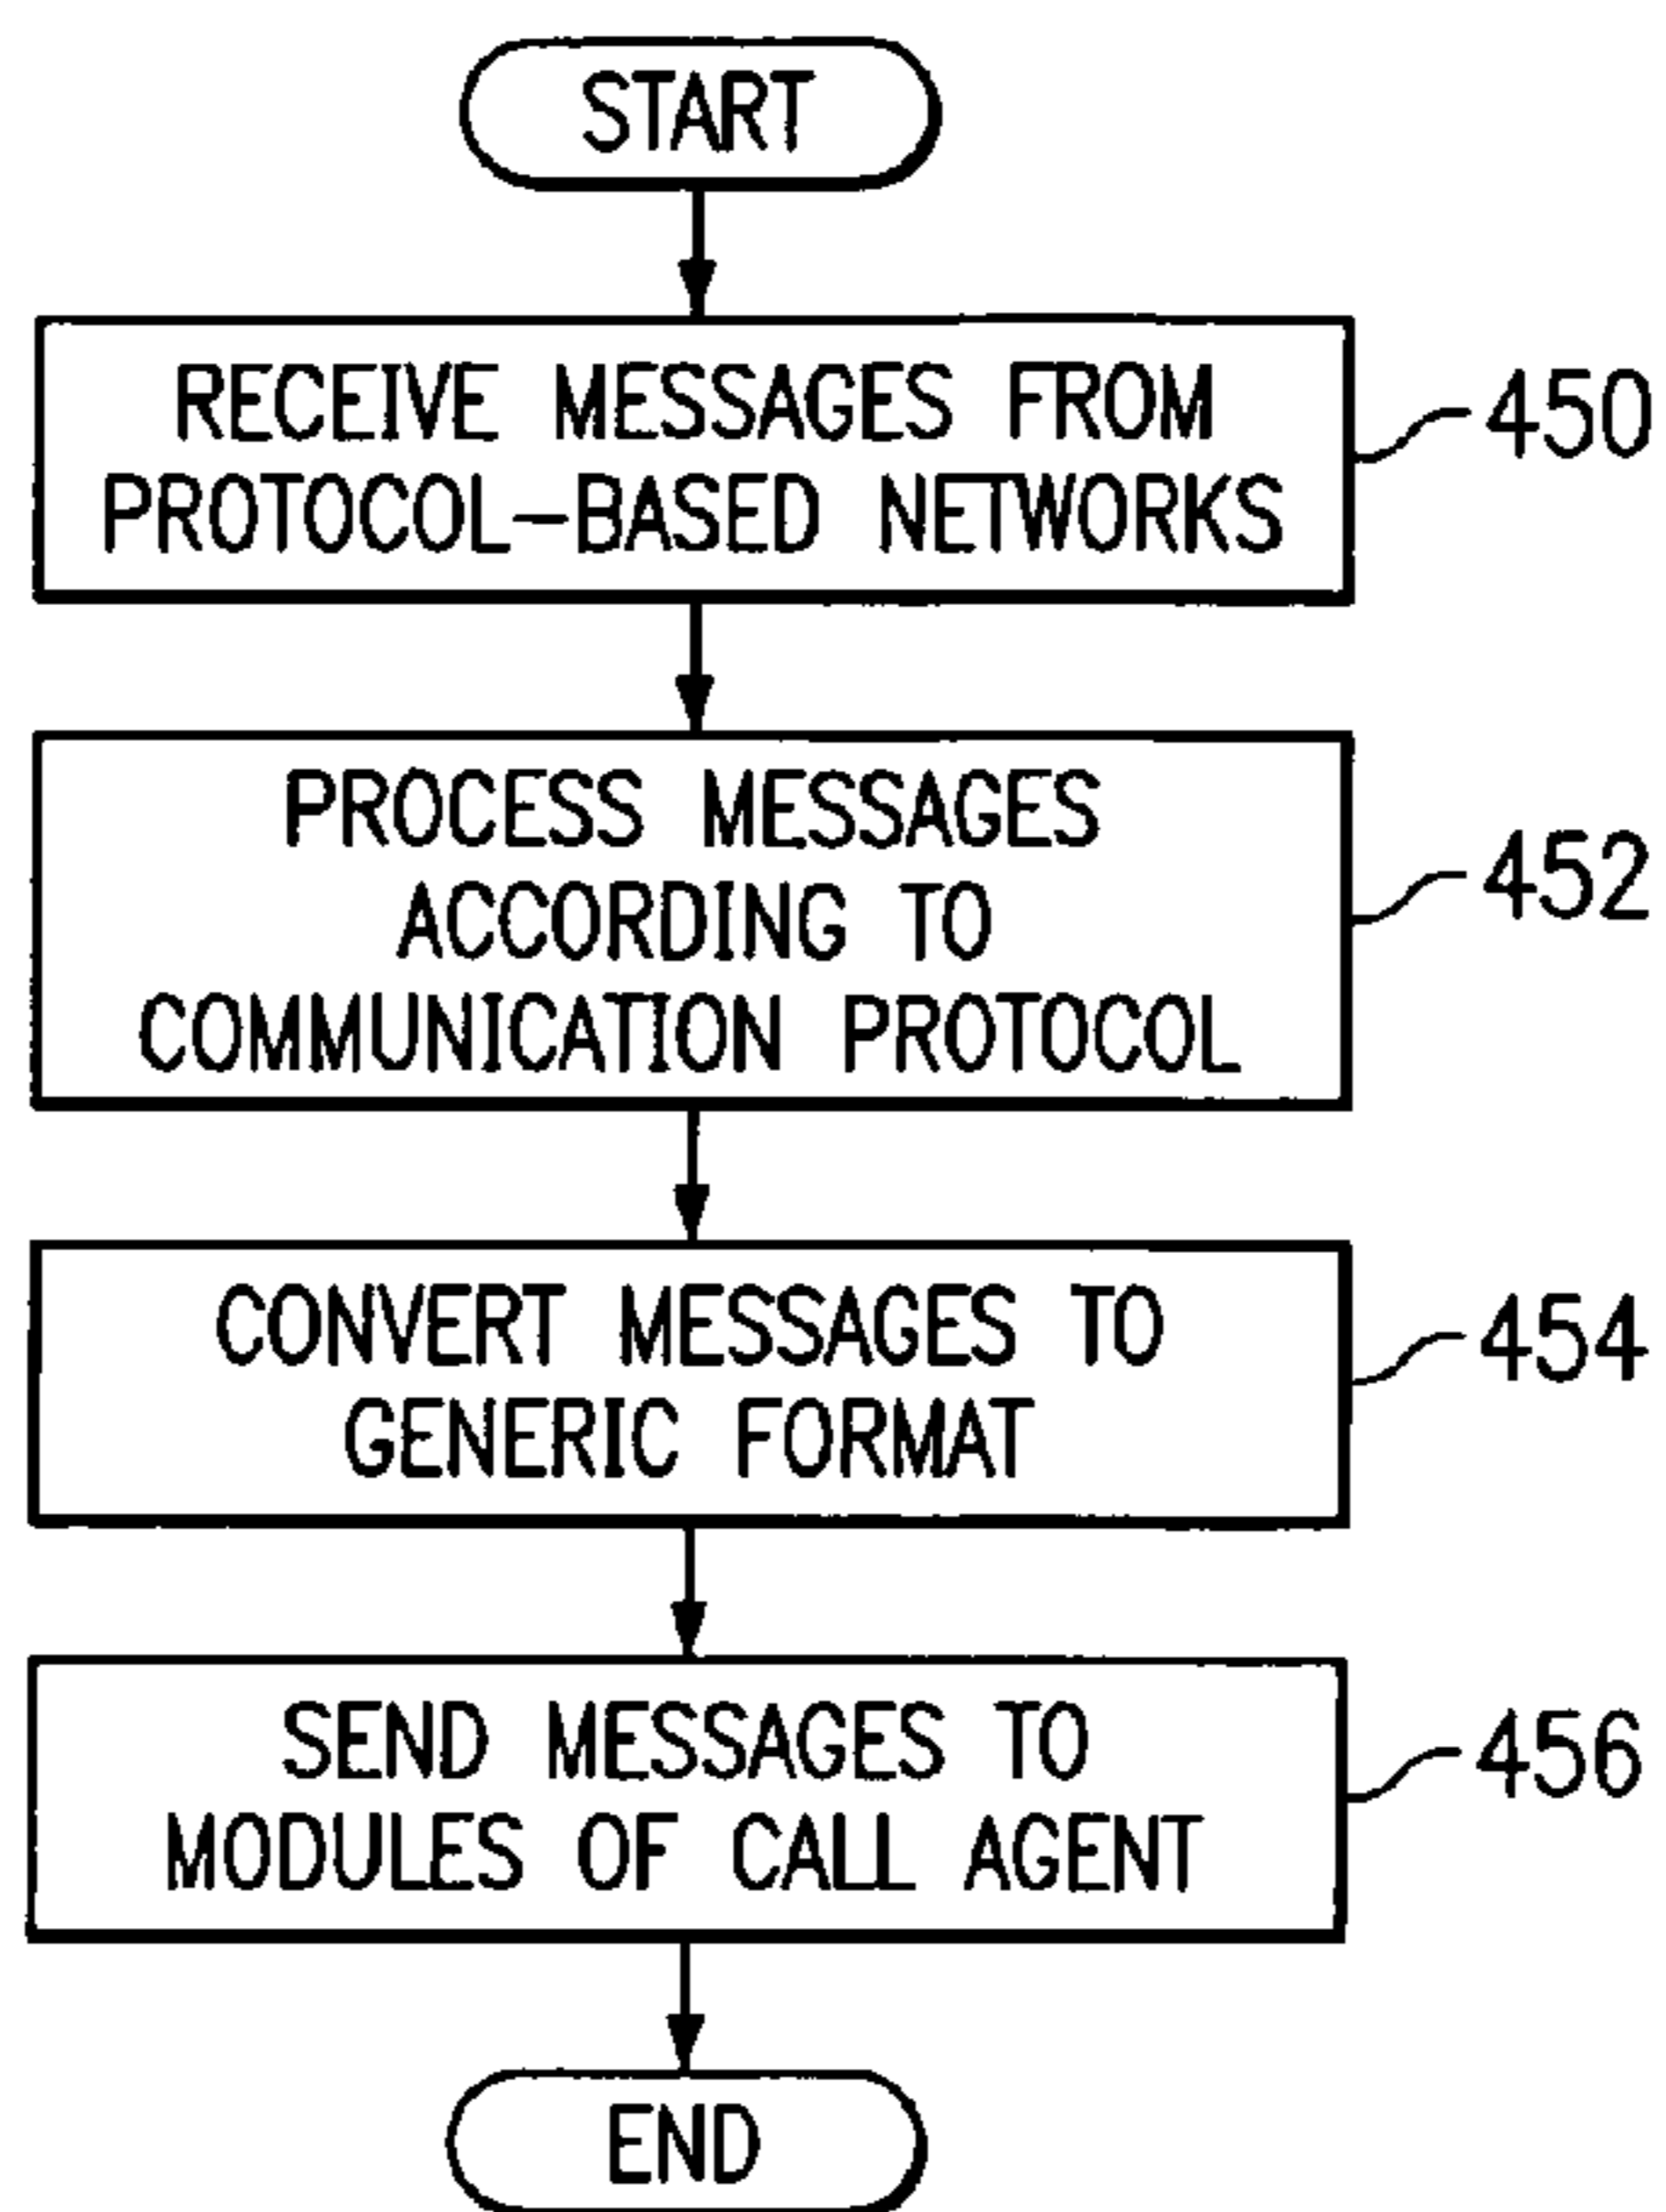 START
RECEIVE MESSAGES FROM
PROTOCOL-BASED NETWORKS
450
PROCESS MESSAGES
ACCORDING TO
COMMUNICATION PROTOCOL
452
CONVERT MESSAGES TO
GENERIC FORMAT
454
SEND MESSAGES TO
MODULES OF CALL AGENT
456
END